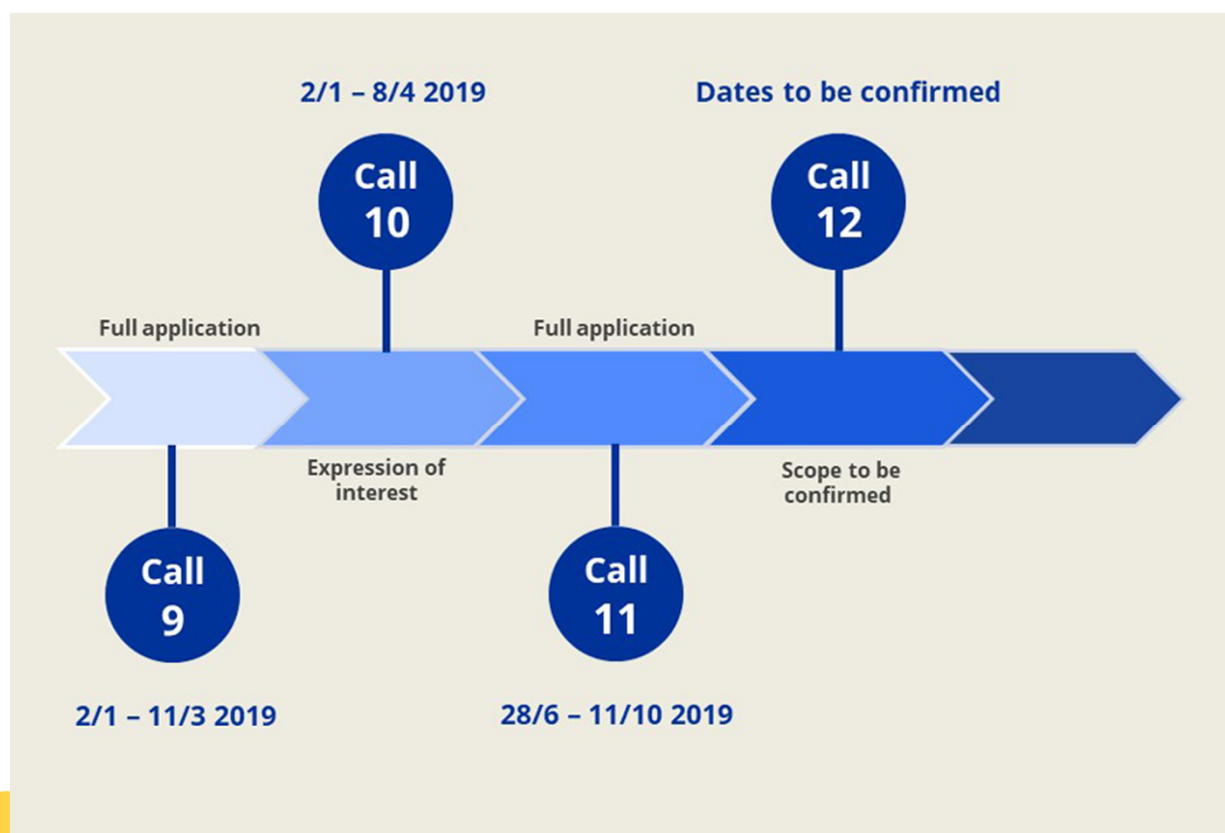 2/1 – 8/4 2019
Dates to be confirmed
Call
10
Call
12
Full application
Full application
Expression of
interest
Scope to be
confirmed
Call
9
Call
11
2/1 – 11/3 2019
28/6 – 11/10 2019